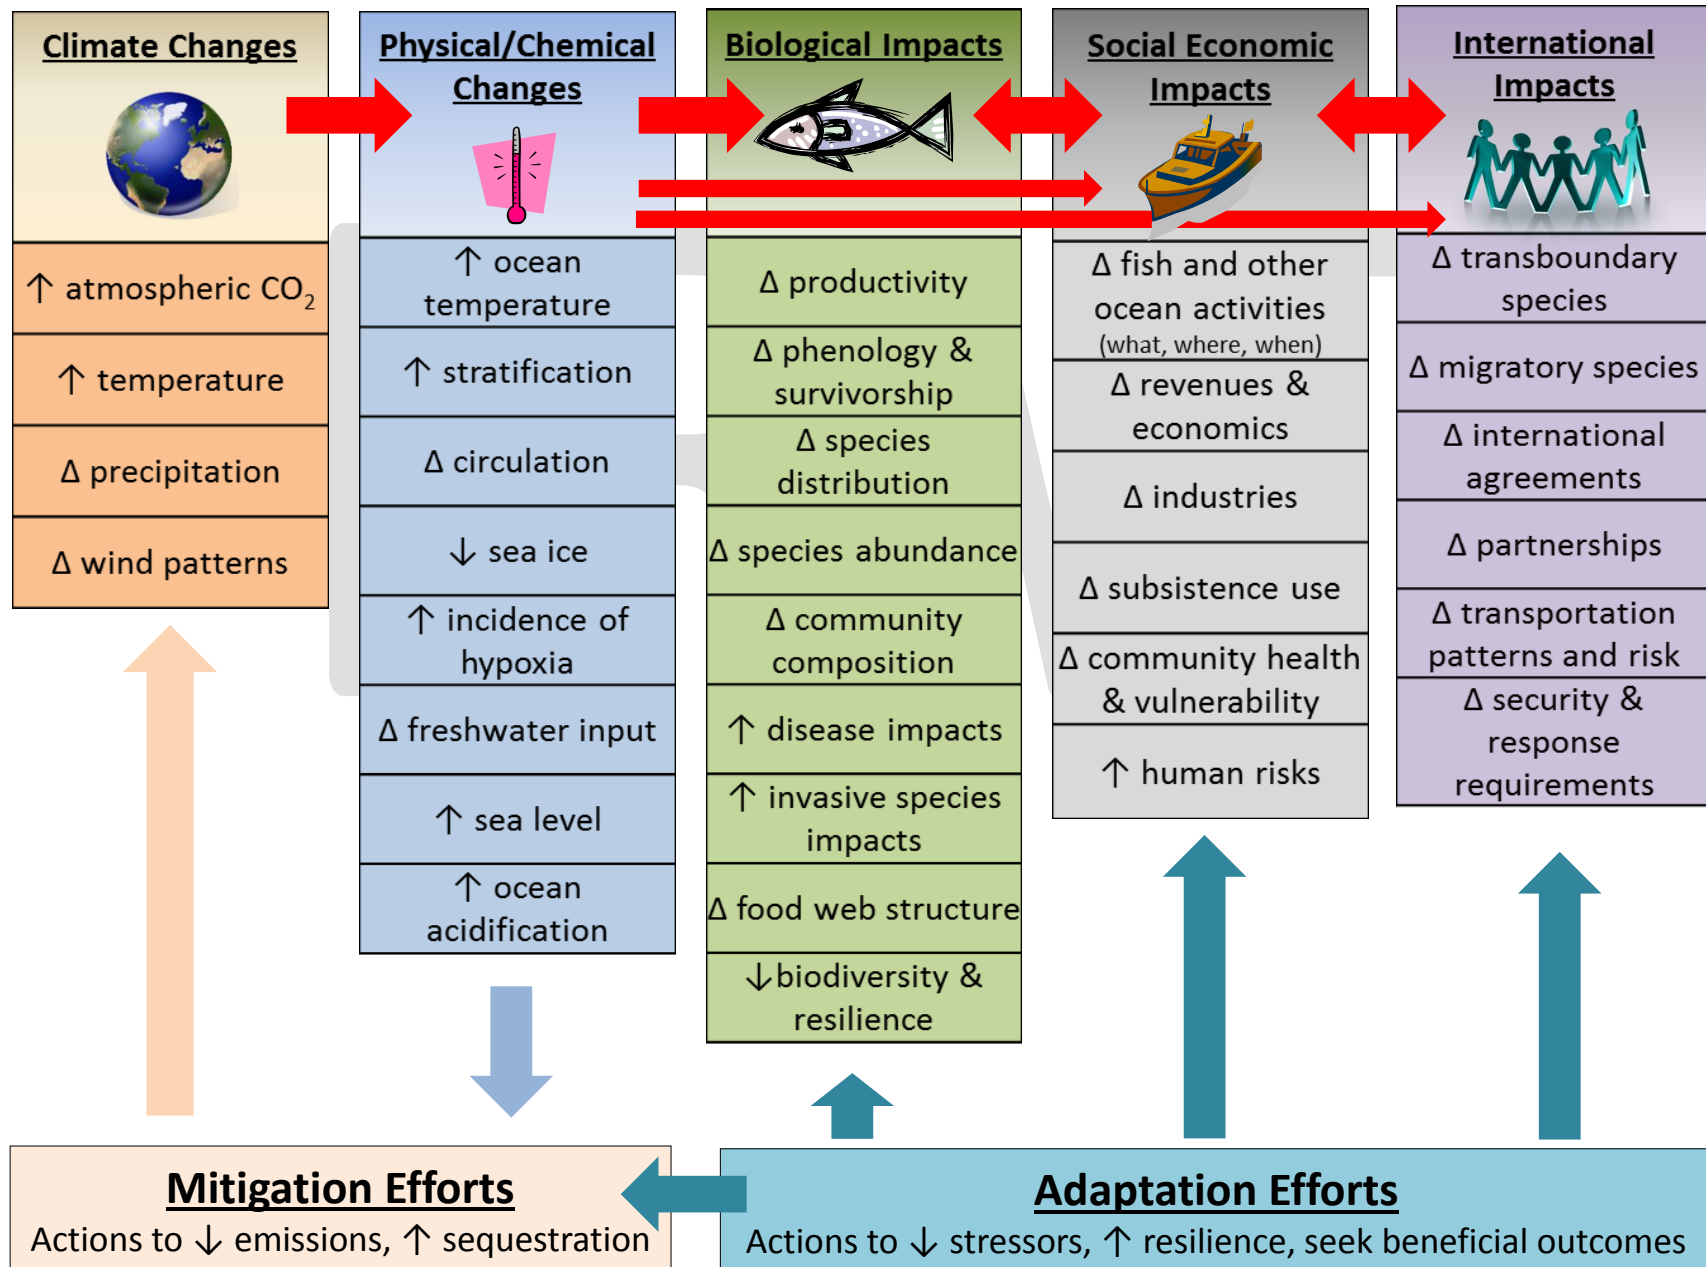 Climate Changes
↑ atmospheric CO₂
↑ temperature
Δ precipitation
Δ wind patterns
Physical/Chemical
Changes
↑ ocean
temperature
↑ stratification
Δ circulation
↓ sea ice
↑ incidence of
hypoxia
Δ freshwater input
↑ sea level
↑ ocean
acidification
Biological Impacts
Δ productivity
Δ phenology &
survivorship
Δ species
distribution
Δ species abundance
Δ community
composition
↑ disease impacts
↑ invasive species
impacts
Δ food web structure
↓biodiversity &
resilience
Social Economic
Impacts
Δ fish and other
ocean activities
(what, where, when)
Δ revenues &
economics
Δ industries
Δ subsistence use
Δ community health
& vulnerability
↑ human risks
International
Impacts
Δ transboundary
species
Δ migratory species
Δ international
agreements
Δ partnerships
Δ transportation
patterns and risk
Δ security &
response
requirements
Mitigation Efforts
Actions to ↓ emissions, ↑ sequestration
Adaptation Efforts
Actions to ↓ stressors, ↑ resilience, seek beneficial outcomes